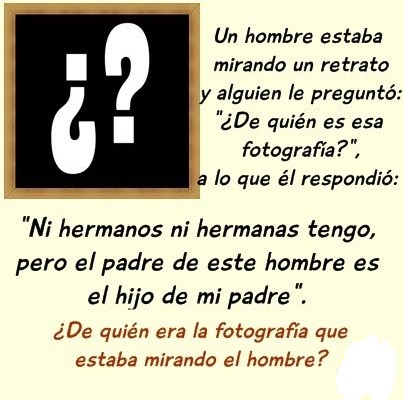 ¿?
Un hombre estaba
mirando un retrato
y alguien le preguntó:
"¿De quién es esa
fotografía?",
a lo que él respondió:
"Ni hermanos ni hermanas tengo,
pero el padre de este hombre es
el hijo de mi padre".
¿De quién era la fotografía que
estaba mirando el hombre?